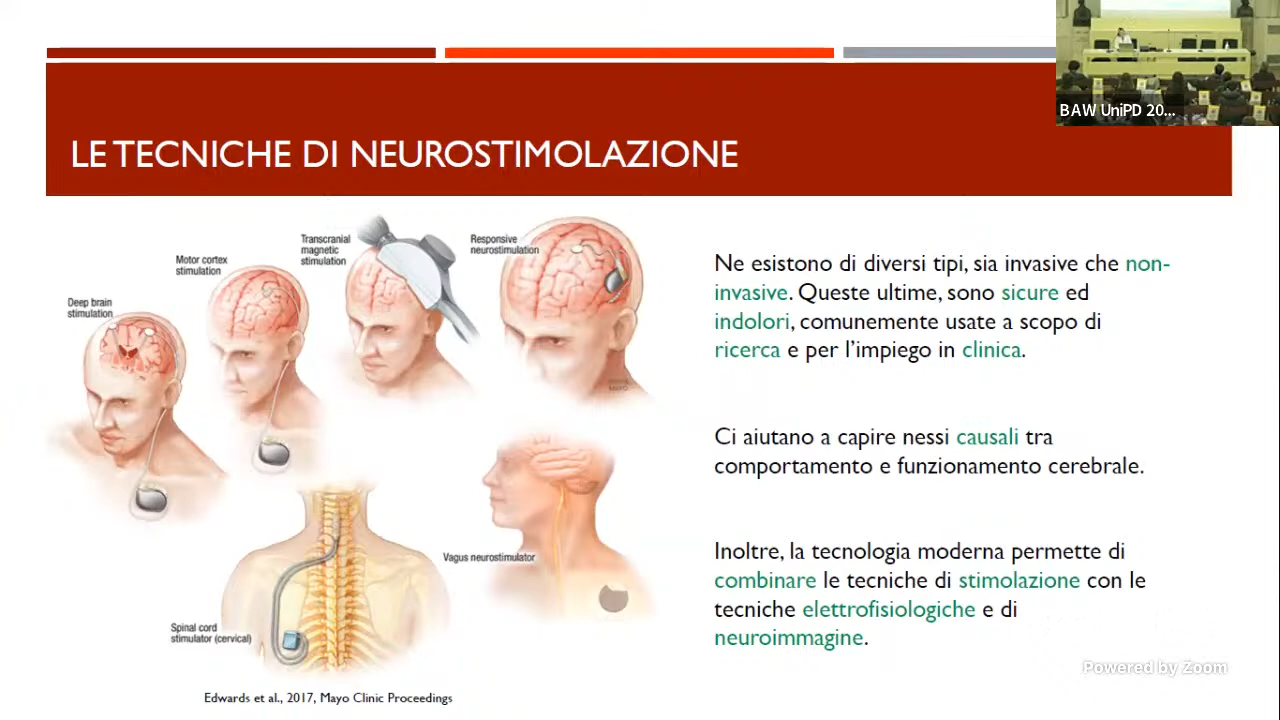 BAW UniPD 20...
LE TECNICHE DI NEUROSTIMOLAZIONE
Deep brain
stimulation
Motor cortex
stimulation
Transcranial
magnetic
stimulation
Responsive
neurostimulation
Vagus neurostimulator
Spinal cord
stimulator (cervical)
Edwards et al., 2017, Mayo Clinic Proceedings
Ne esistono di diversi tipi, sia invasive che non-
invasive. Queste ultime, sono sicure ed
indolori, comunemente usate a scopo di
ricerca e per l’impiego in clinica.
Ci aiutano a capire nessi causali tra
comportamento e funzionamento cerebrale.
Inoltre, la tecnologia moderna permette di
combinare le tecniche di stimolazione con le
tecniche elettrofisiologiche e di
neuroimmagine.
Powered by Zoom